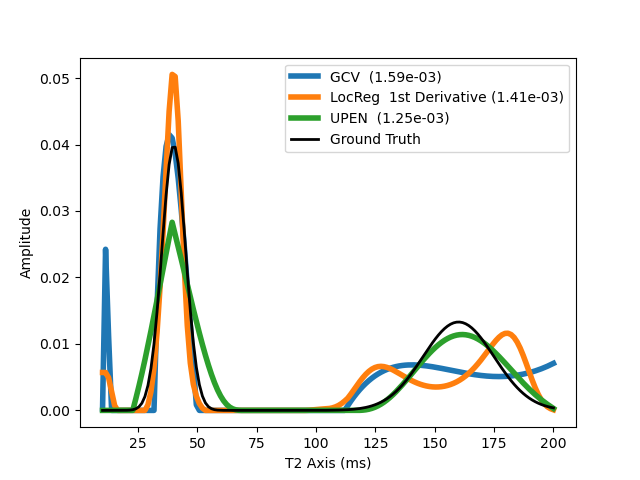 GCV (1.59e-03)
LocReg 1st Derivative (1.41e-03)
UPEN (1.25e-03)
Ground Truth
0.05
0.04
0.03
0.02
0.01
0.00
Amplitude
25 50 75 100 125 150 175 200
T2 Axis (ms)